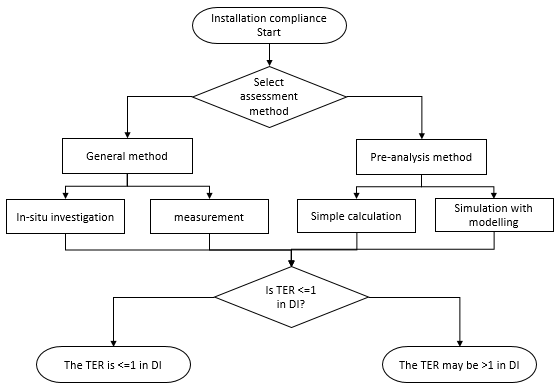 Installation compliance
Start
Select
assessment
method
General method
Pre-analysis method
In-situ investigation
measurement
Simple calculation
Simulation with
modelling
Is TER <=1
in DI?
The TER is <=1 in DI
The TER may be >1 in DI